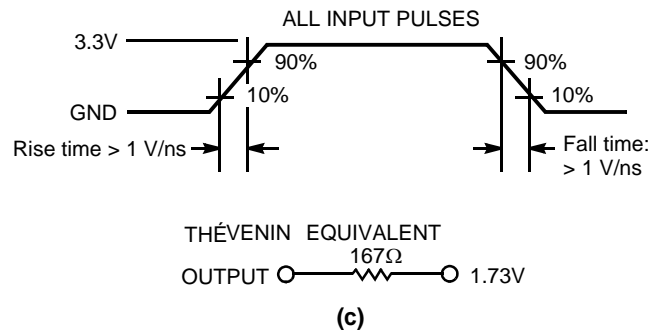 ALL INPUT PULSES
3.3V
90%
90%
10%
10%
GND
Rise time > 1 V/ns
Fall time:
> 1 V/ns
THÉVENIN EQUIVALENT
167Ω
OUTPUT
1.73V
(c)